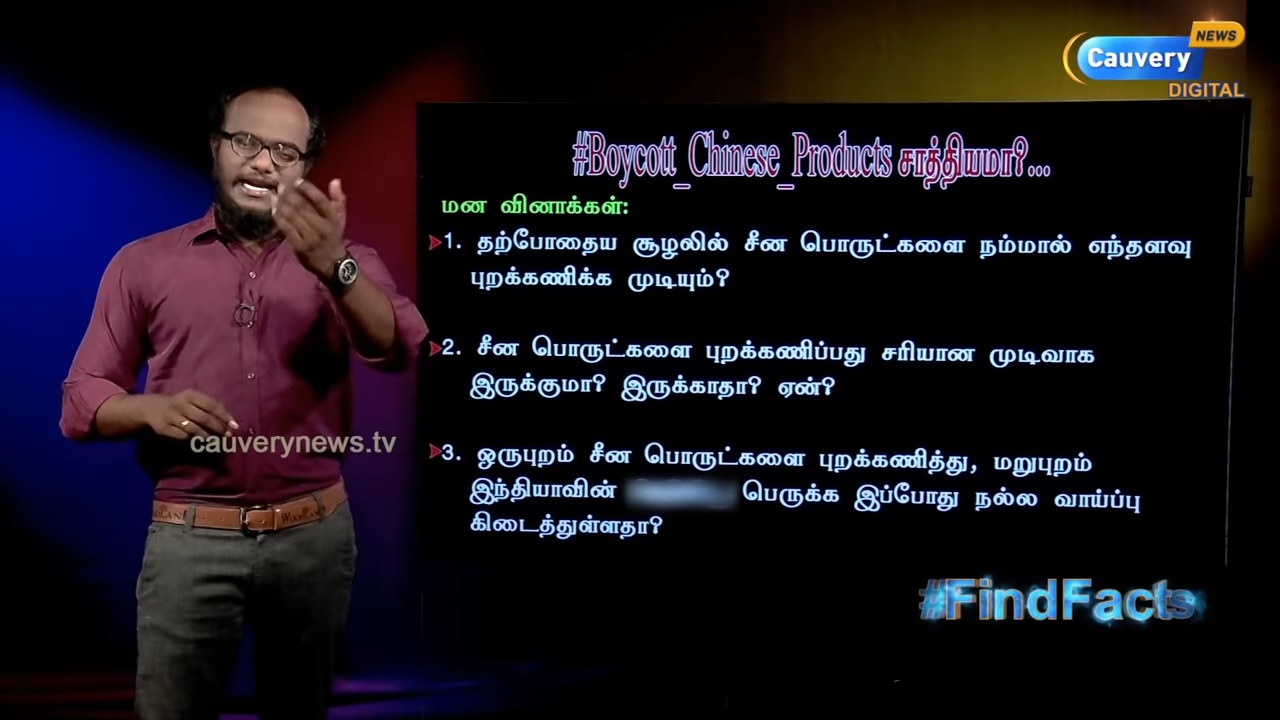 Cauvery NEWS
DIGITAL
#Boycott_Chinese_Products சாத்தியமா?...
மன வினாக்கள்:
1. தற்போதைய சூழலில் சீன பொருட்களை நம்மால் எந்தளவு
புறக்கணிக்க முடியும்?
2. சீன பொருட்களை புறக்கணிப்பது சரியான முடிவாக
இருக்குமா? இருக்காதா? ஏன்?
3. ஒருபுறம் சீன பொருட்களை புறக்கணித்து, மறுபுறம்
இந்தியாவின் பெருக்க இப்போது நல்ல வாய்ப்பு
கிடைத்துள்ளதா?
cauverynews.tv
#FindFacts